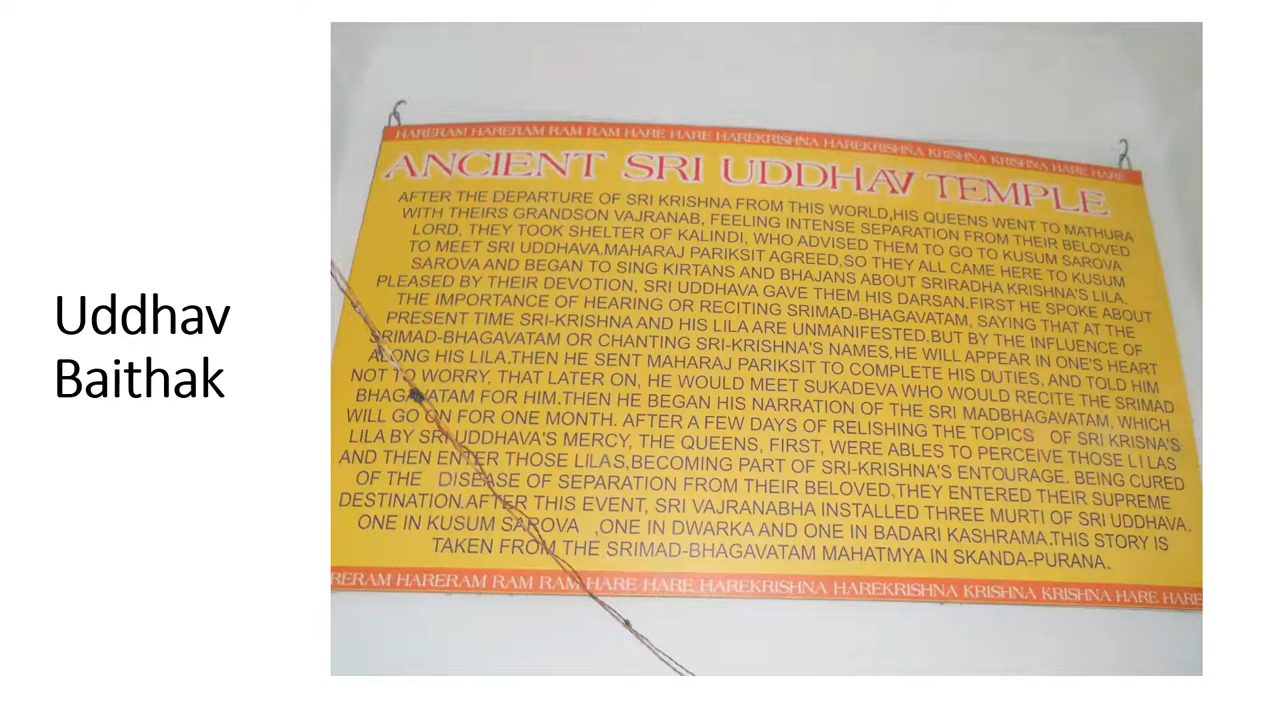 Uddhav
Baithak
HARERAM HARERAM RAM RAM HARE HARE HAREKRISHNA HAREKRISHNA KRISHNA KRISHNA HARE HARE
ANCIENT SRI UDDHAV TEMPLE
AFTER THE DEPARTURE OF SRI KRISHNA FROM THIS WORLD,HIS QUEENS WENT TO MATHURA
WITH THEIRS GRANDSON VAJRANAB, FEELING INTENSE SEPARATION FROM THEIR BELOVED
LORD, THEY TOOK SHELTER OF KALINDI, WHO ADVISED THEM TO GO TO KUSUM SAROVA
TO MEET SRI UDDHAVA.MAHARAJ PARIKSIT AGREED,SO THEY ALL CAME HERE TO KUSUM
SAROVA AND BEGAN TO SING KIRTANS AND BHAJANS ABOUT SRIRADHA KRISHNA'S LILA.
PLEASED BY THEIR DEVOTION, SRI UDDHAVA GAVE THEM HIS DARSAN.FIRST HE SPOKE ABOUT
THE IMPORTANCE OF HEARING OR RECITING SRIMAD-BHAGAVATAM, SAYING THAT AT THE
PRESENT TIME SRI-KRISHNA AND HIS LILA ARE UNMANIFESTED,BUT BY THE INFLUENCE OF
SRIMAD-BHAGAVATAM OR CHANTING SRI-KRISHNA'S NAMES,HE WILL APPEAR IN ONE'S HEART
ALONG HIS LILA.THEN HE SENT MAHARAJ PARIKSIT TO COMPLETE HIS DUTIES, AND TOLD HIM
NOT TO WORRY, THAT LATER ON, HE WOULD MEET SUKADEVA WHO WOULD RECITE THE SRIMAD
BHAGAVATAM FOR HIM.THEN HE BEGAN HIS NARRATION OF THE SRI MADBHAGAVATAM, WHICH
WILL GO ON FOR ONE MONTH. AFTER A FEW DAYS OF RELISHING THE TOPICS OF SRI KRISNA'S
LILA BY SRI UDDHAVA'S MERCY, THE QUEENS, FIRST, WERE ABLES TO PERCEIVE THOSE LILAS
AND THEN ENTER THOSE LILAS,BECOMING PART OF SRI-KRISHNA'S ENTOURAGE. BEING CURED
OF THE DISEASE OF SEPARATION FROM THEIR BELOVED,THEY ENTERED THEIR SUPREME
DESTINATION.AFTER THIS EVENT, SRI VAJRANABHA INSTALLED THREE MURTI OF SRI UDDHAVA.
ONE IN KUSUM SAROVA ,ONE IN DWARKA AND ONE IN BADARI KASHRAMA.THIS STORY IS
TAKEN FROM THE SRIMAD-BHAGAVATAM MAHATMYA IN SKANDA-PURANA.
RERAM HARERAM RAM RAM HARE HARE HAREKRISHNA HAREKRISHNA KRISHNA KRISHNA HARE HARE